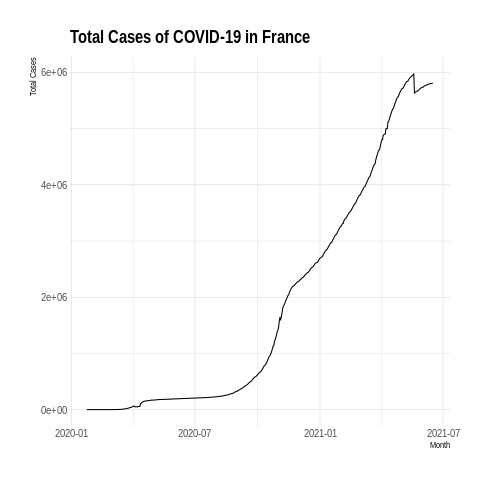 Total Cases of COVID-19 in France
Total Cases
6e+06
4e+06
2e+06
0e+00
2020-01 2020-07 2021-01 2021-07
Month